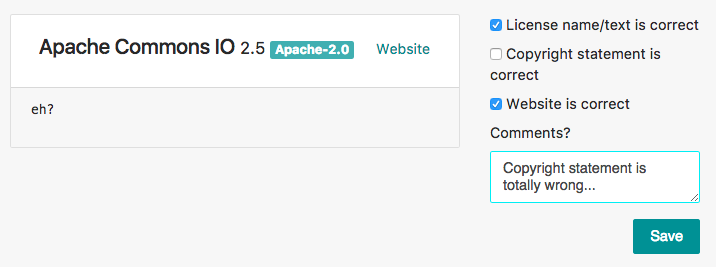 Apache Commons IO 2.5 Apache-2.0 Website
eh?
License name/text is correct
Copyright statement is
correct
Website is correct
Comments?
Copyright statement is
totally wrong...
Save